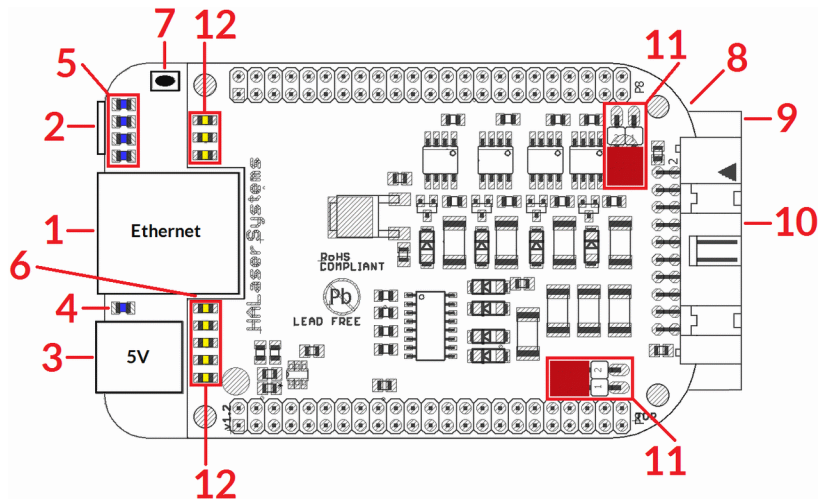 7
12
11
8
5
P8
9
2
2
Ethernet
1
10
HALaserSystems
RoHS
COMPLIANT
6
Pb
4
LEAD FREE
3
5V
2
1
v1.2
TOP
12
11